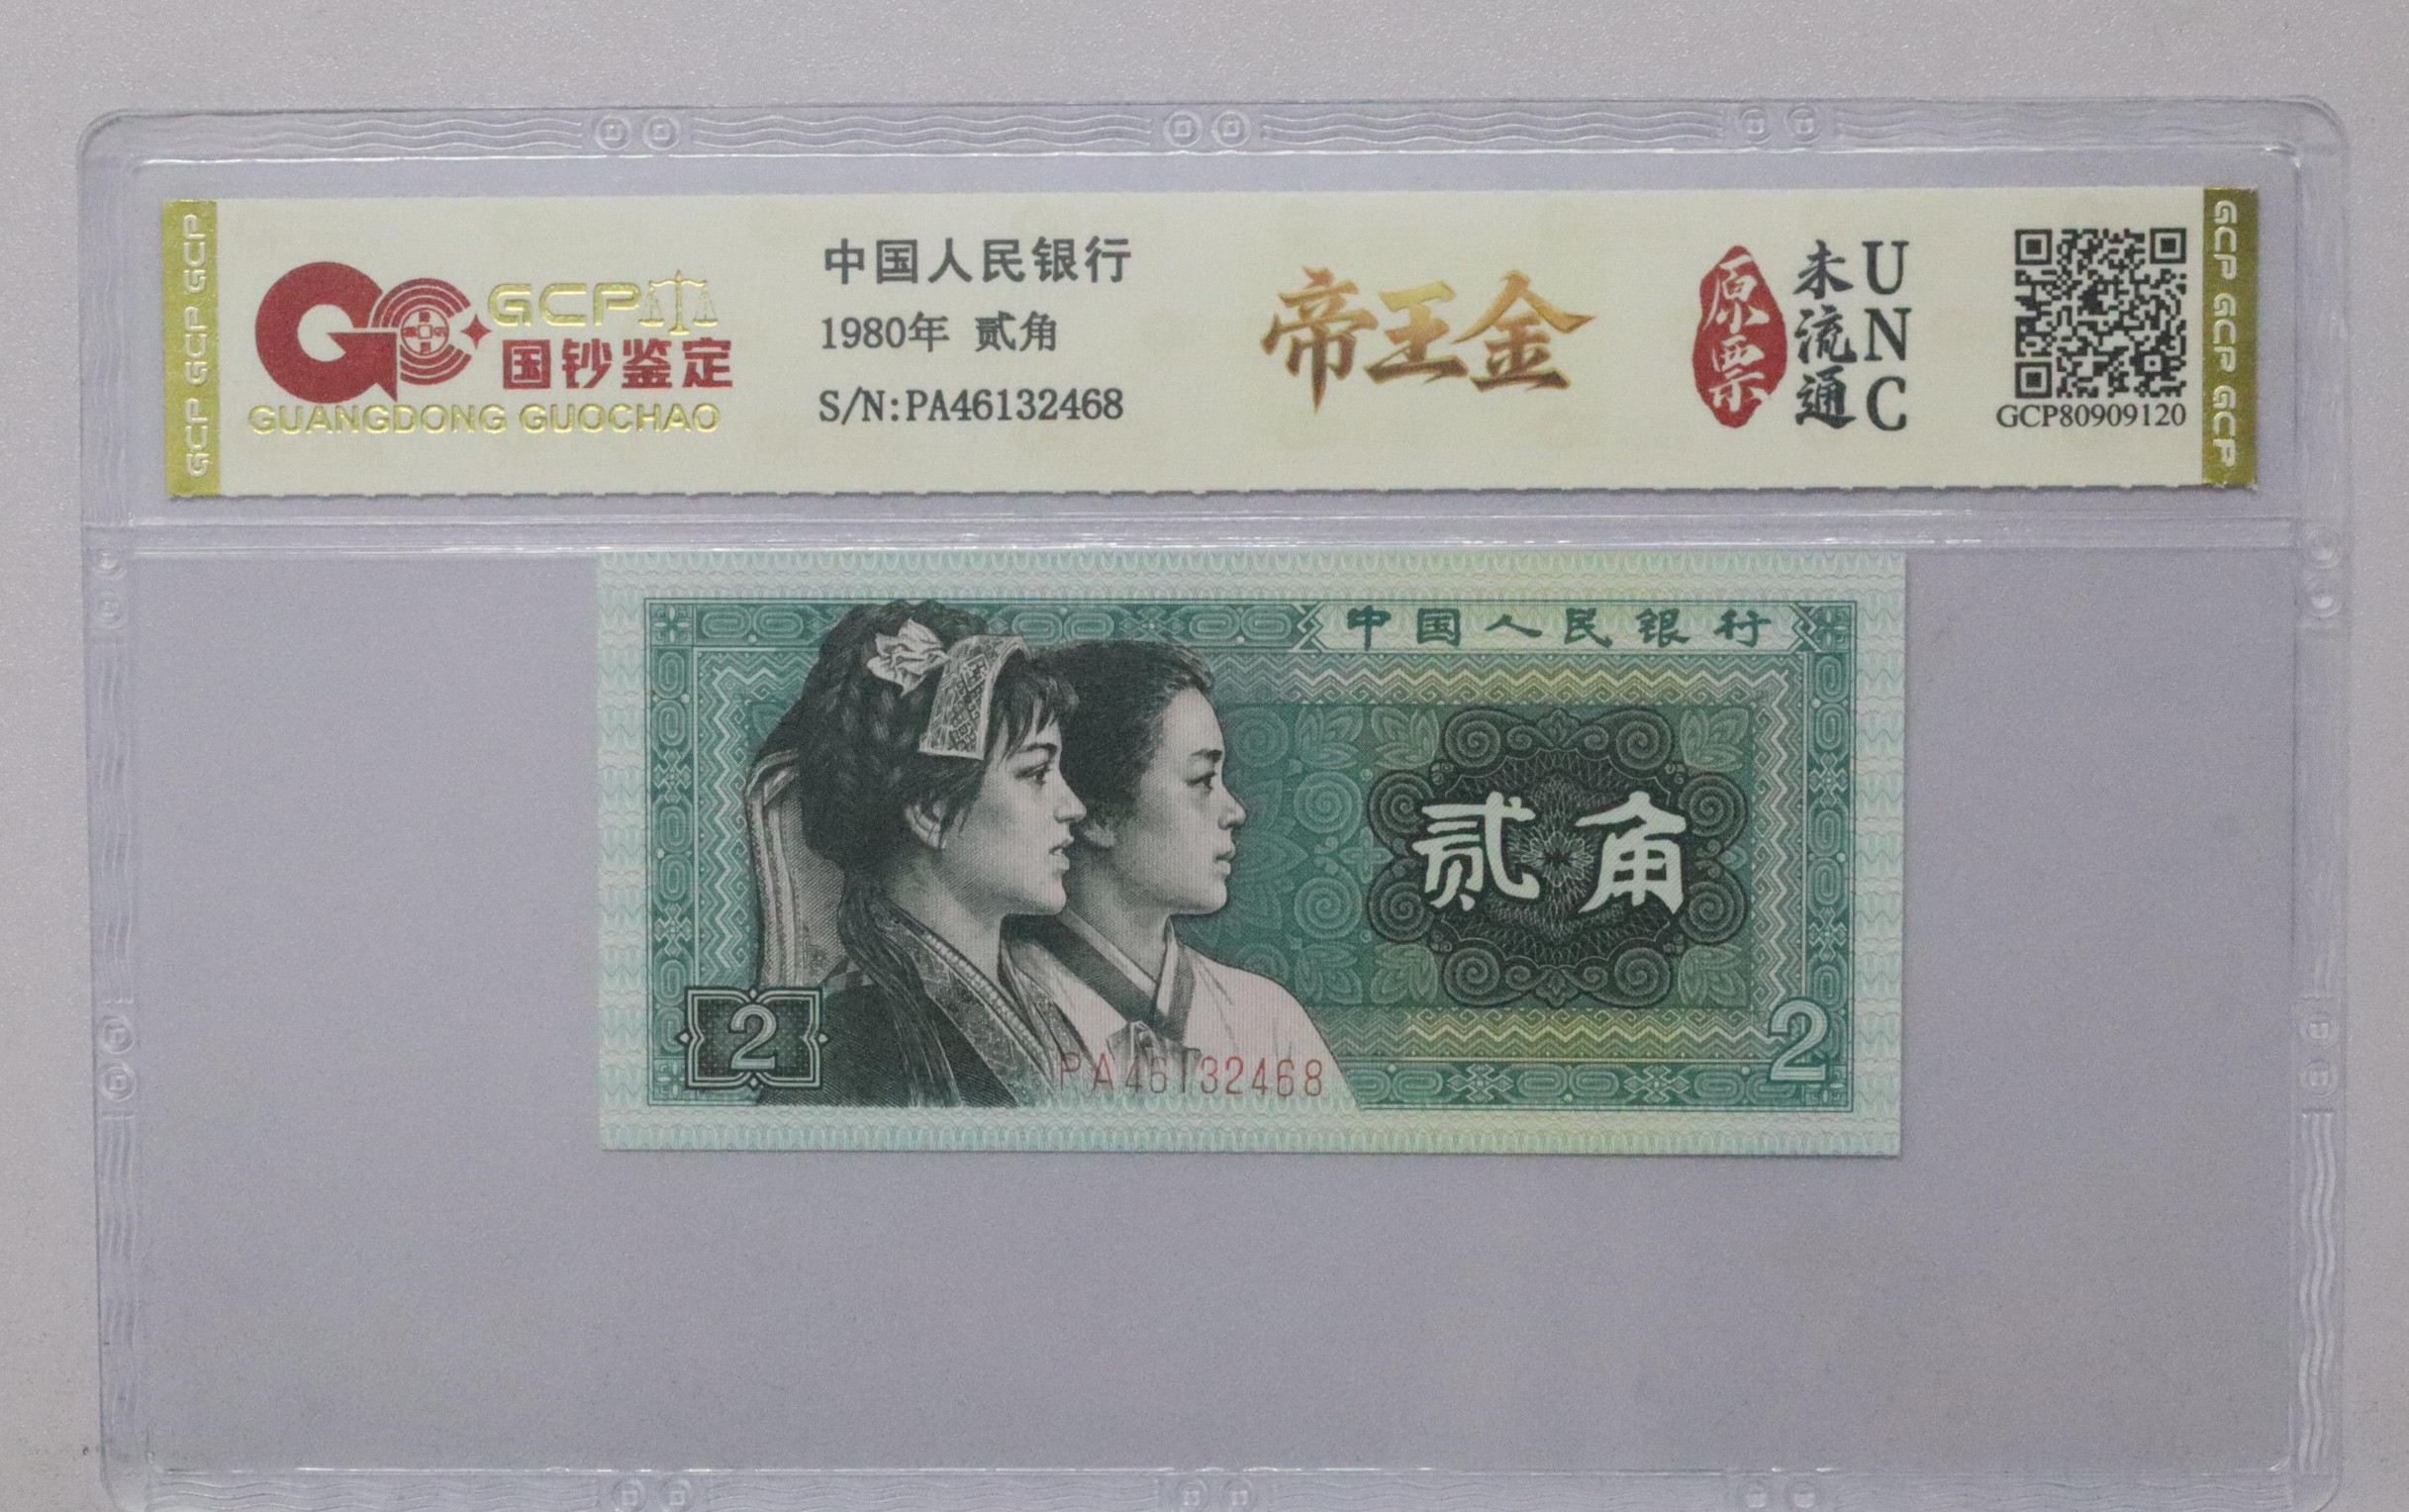 GCP GCP GCP
GCP
国钞鉴定
GUANGDONG GUOCHAO
中国人民银行
1980年 贰角
S/N:PA46132468
帝王金
原票
未流通
UNC
GCP80909120
GCP GCP GCP
中国人民银行
贰角
2
PA46132468
2